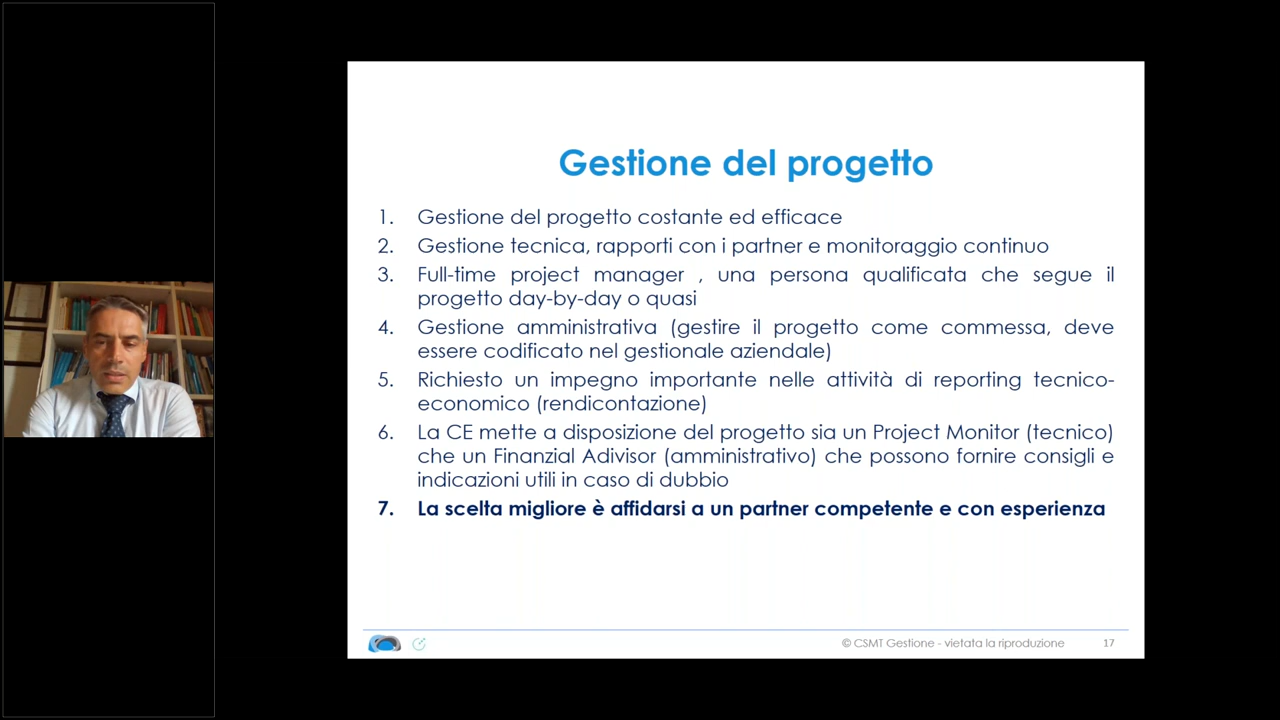 Gestione del progetto
1. Gestione del progetto costante ed efficace
2. Gestione tecnica, rapporti con i partner e monitoraggio continuo
3. Full-time project manager , una persona qualificata che segue il
progetto day-by-day o quasi
4. Gestione amministrativa (gestire il progetto come commessa, deve
essere codificato nel gestionale aziendale)
5. Richiesto un impegno importante nelle attività di reporting tecnico-
economico (rendicontazione)
6. La CE mette a disposizione del progetto sia un Project Monitor (tecnico)
che un Finanzial Adivisor (amministrativo) che possono fornire consigli e
indicazioni utili in caso di dubbio
7. La scelta migliore è affidarsi a un partner competente e con esperienza
© CSMT Gestione - vietata la riproduzione 17